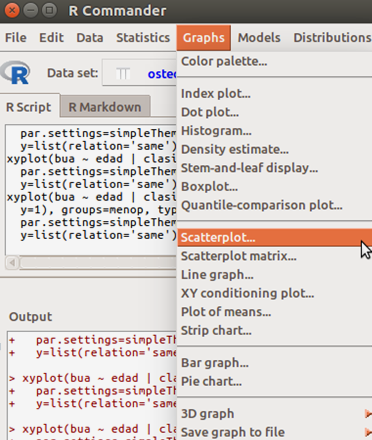 R Commander
File Edit Data Statistics Graphs Models Distributions
R Data set: osteo
R Script R Markdown
par.settings=simpleThem
y=list(relation='same')
xyplot(bua ~ edad | clasi
par.settings=simpleThem
y=list(relation='same')
xyplot(bua ~ edad | clasi
y=1), groups=menop, typ
par.settings=simpleThem
y=list(relation='same')
Output
+ par.settings=simpleTh
+ y=list(relation='same
> xyplot(bua ~ edad | cla
+ par.settings=simpleTh
+ y=list(relation='same
> xyplot(bua ~ edad | cla
Color palette...
Index plot...
Dot plot...
Histogram...
Density estimate...
Stem-and-leaf display...
Boxplot...
Quantile-comparison plot...
Scatterplot...
Scatterplot matrix...
Line graph...
XY conditioning plot...
Plot of means...
Strip chart...
Bar graph...
Pie chart...
3D graph
Save graph to file